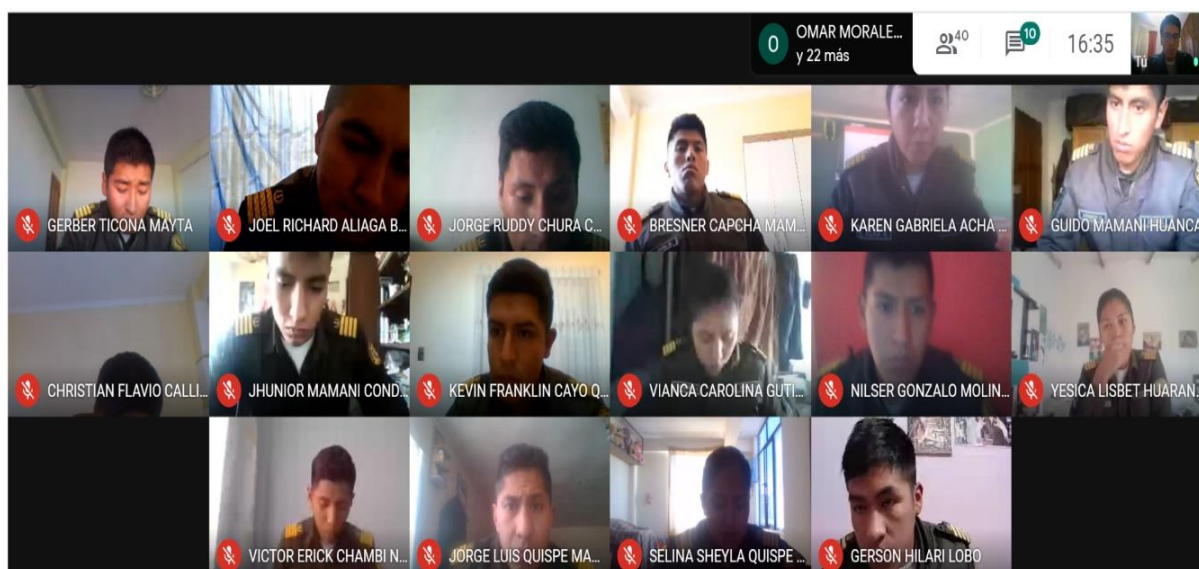 O
OMAR MORALE...
y 22 más
40
10
16:35
Tú
GERBER TICONA MAYTA
JOEL RICHARD ALIAGA B...
JORGE RUDDY CHURA C...
BRESNER CAPCHA MAM...
KAREN GABRIELA ACHA ...
GUIDO MAMANI HUANCA
CHRISTIAN FLAVIO CALLI...
JHUNIOR MAMANI COND...
KEVIN FRANKLIN CAYO Q...
VIANCA CAROLINA GUTI...
NILSER GONZALO MOLIN...
YESICA LISBET HUARAN...
VICTOR ERICK CHAMBI N...
JORGE LUIS QUISPE MA...
SELINA SHEYLA QUISPE ...
GERSON HILARI LOBO